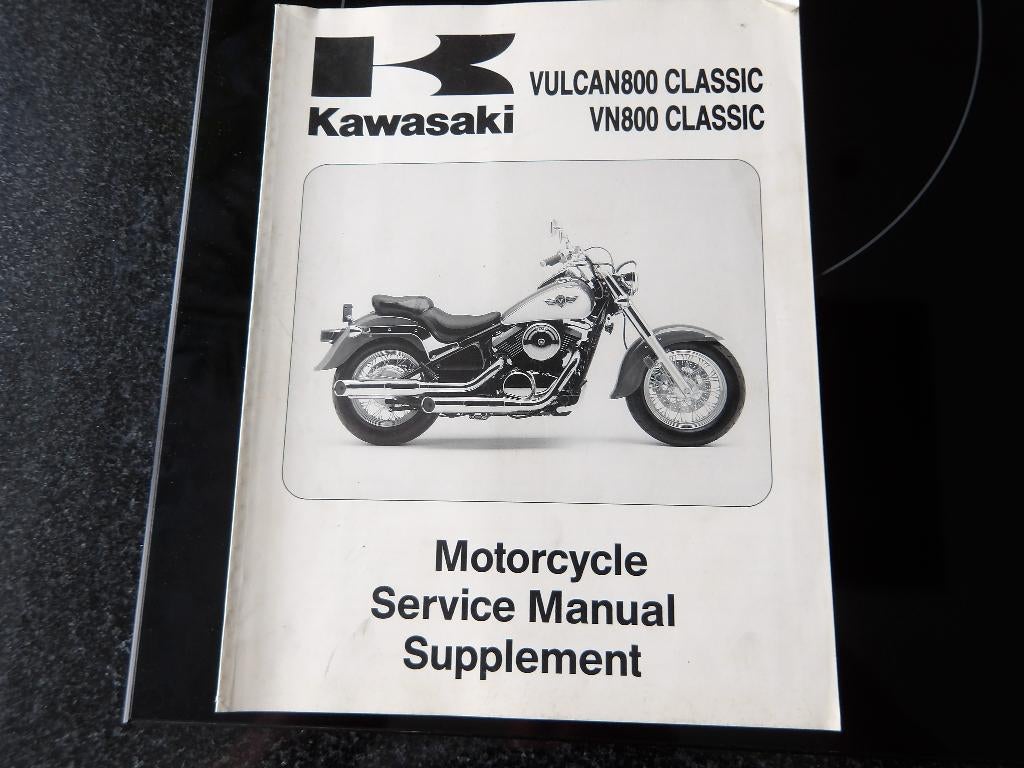 Kawasaki
VULCAN800 CLASSIC
VN800 CLASSIC
Motorcycle
Service Manual
Supplement